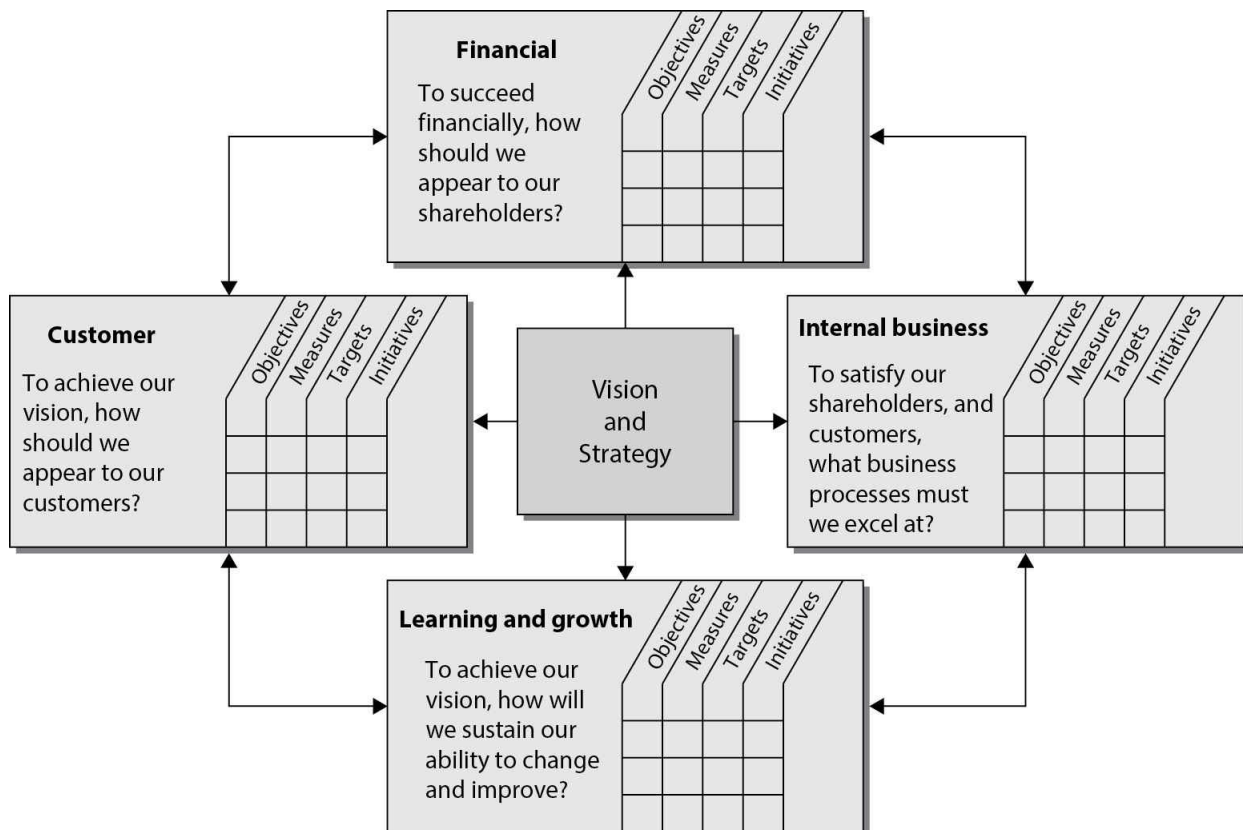 Financial
To succeed
financially, how
should we
appear to our
shareholders?
Objectives
Measures
Targets
Initiatives
Customer
To achieve our
vision, how
should we
appear to our
customers?
Objectives
Measures
Targets
Initiatives
Vision
and
Strategy
Internal business
To satisfy our
shareholders, and
customers,
what business
processes must
we excel at?
Objectives
Measures
Targets
Initiatives
Learning and growth
To achieve our
vision, how will
we sustain our
ability to change
and improve?
Objectives
Measures
Targets
Initiatives